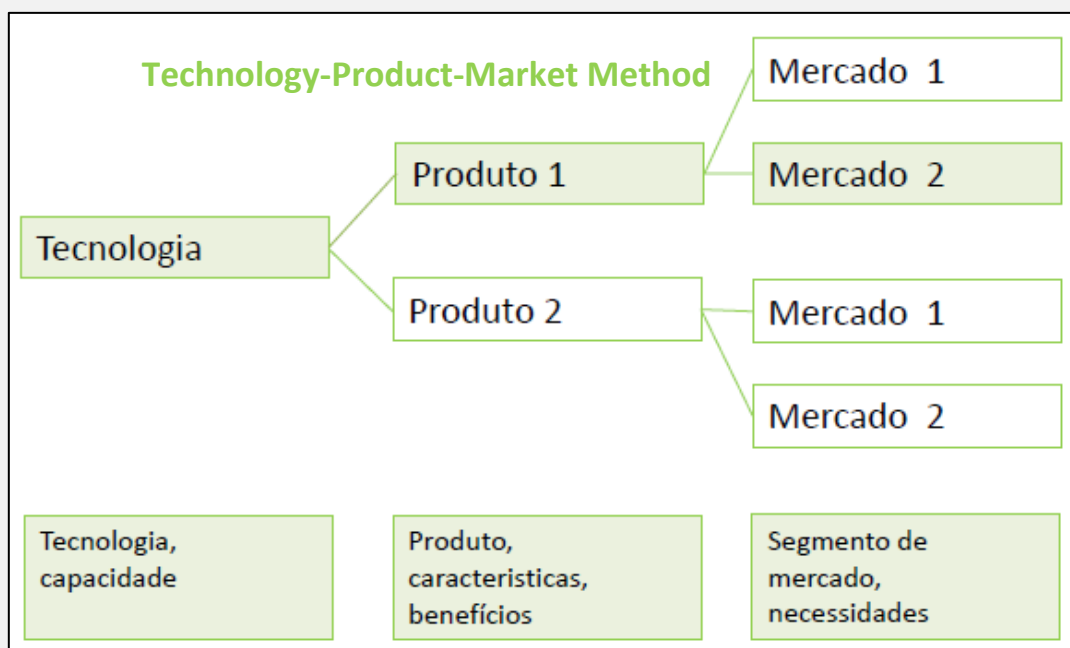 Technology-Product-Market Method
Mercado 1
Produto 1
Mercado 2
Tecnologia
Produto 2
Mercado 1
Mercado 2
Tecnologia,
capacidade
Produto,
caracteristicas,
benefícios
Segmento de
mercado,
necessidades